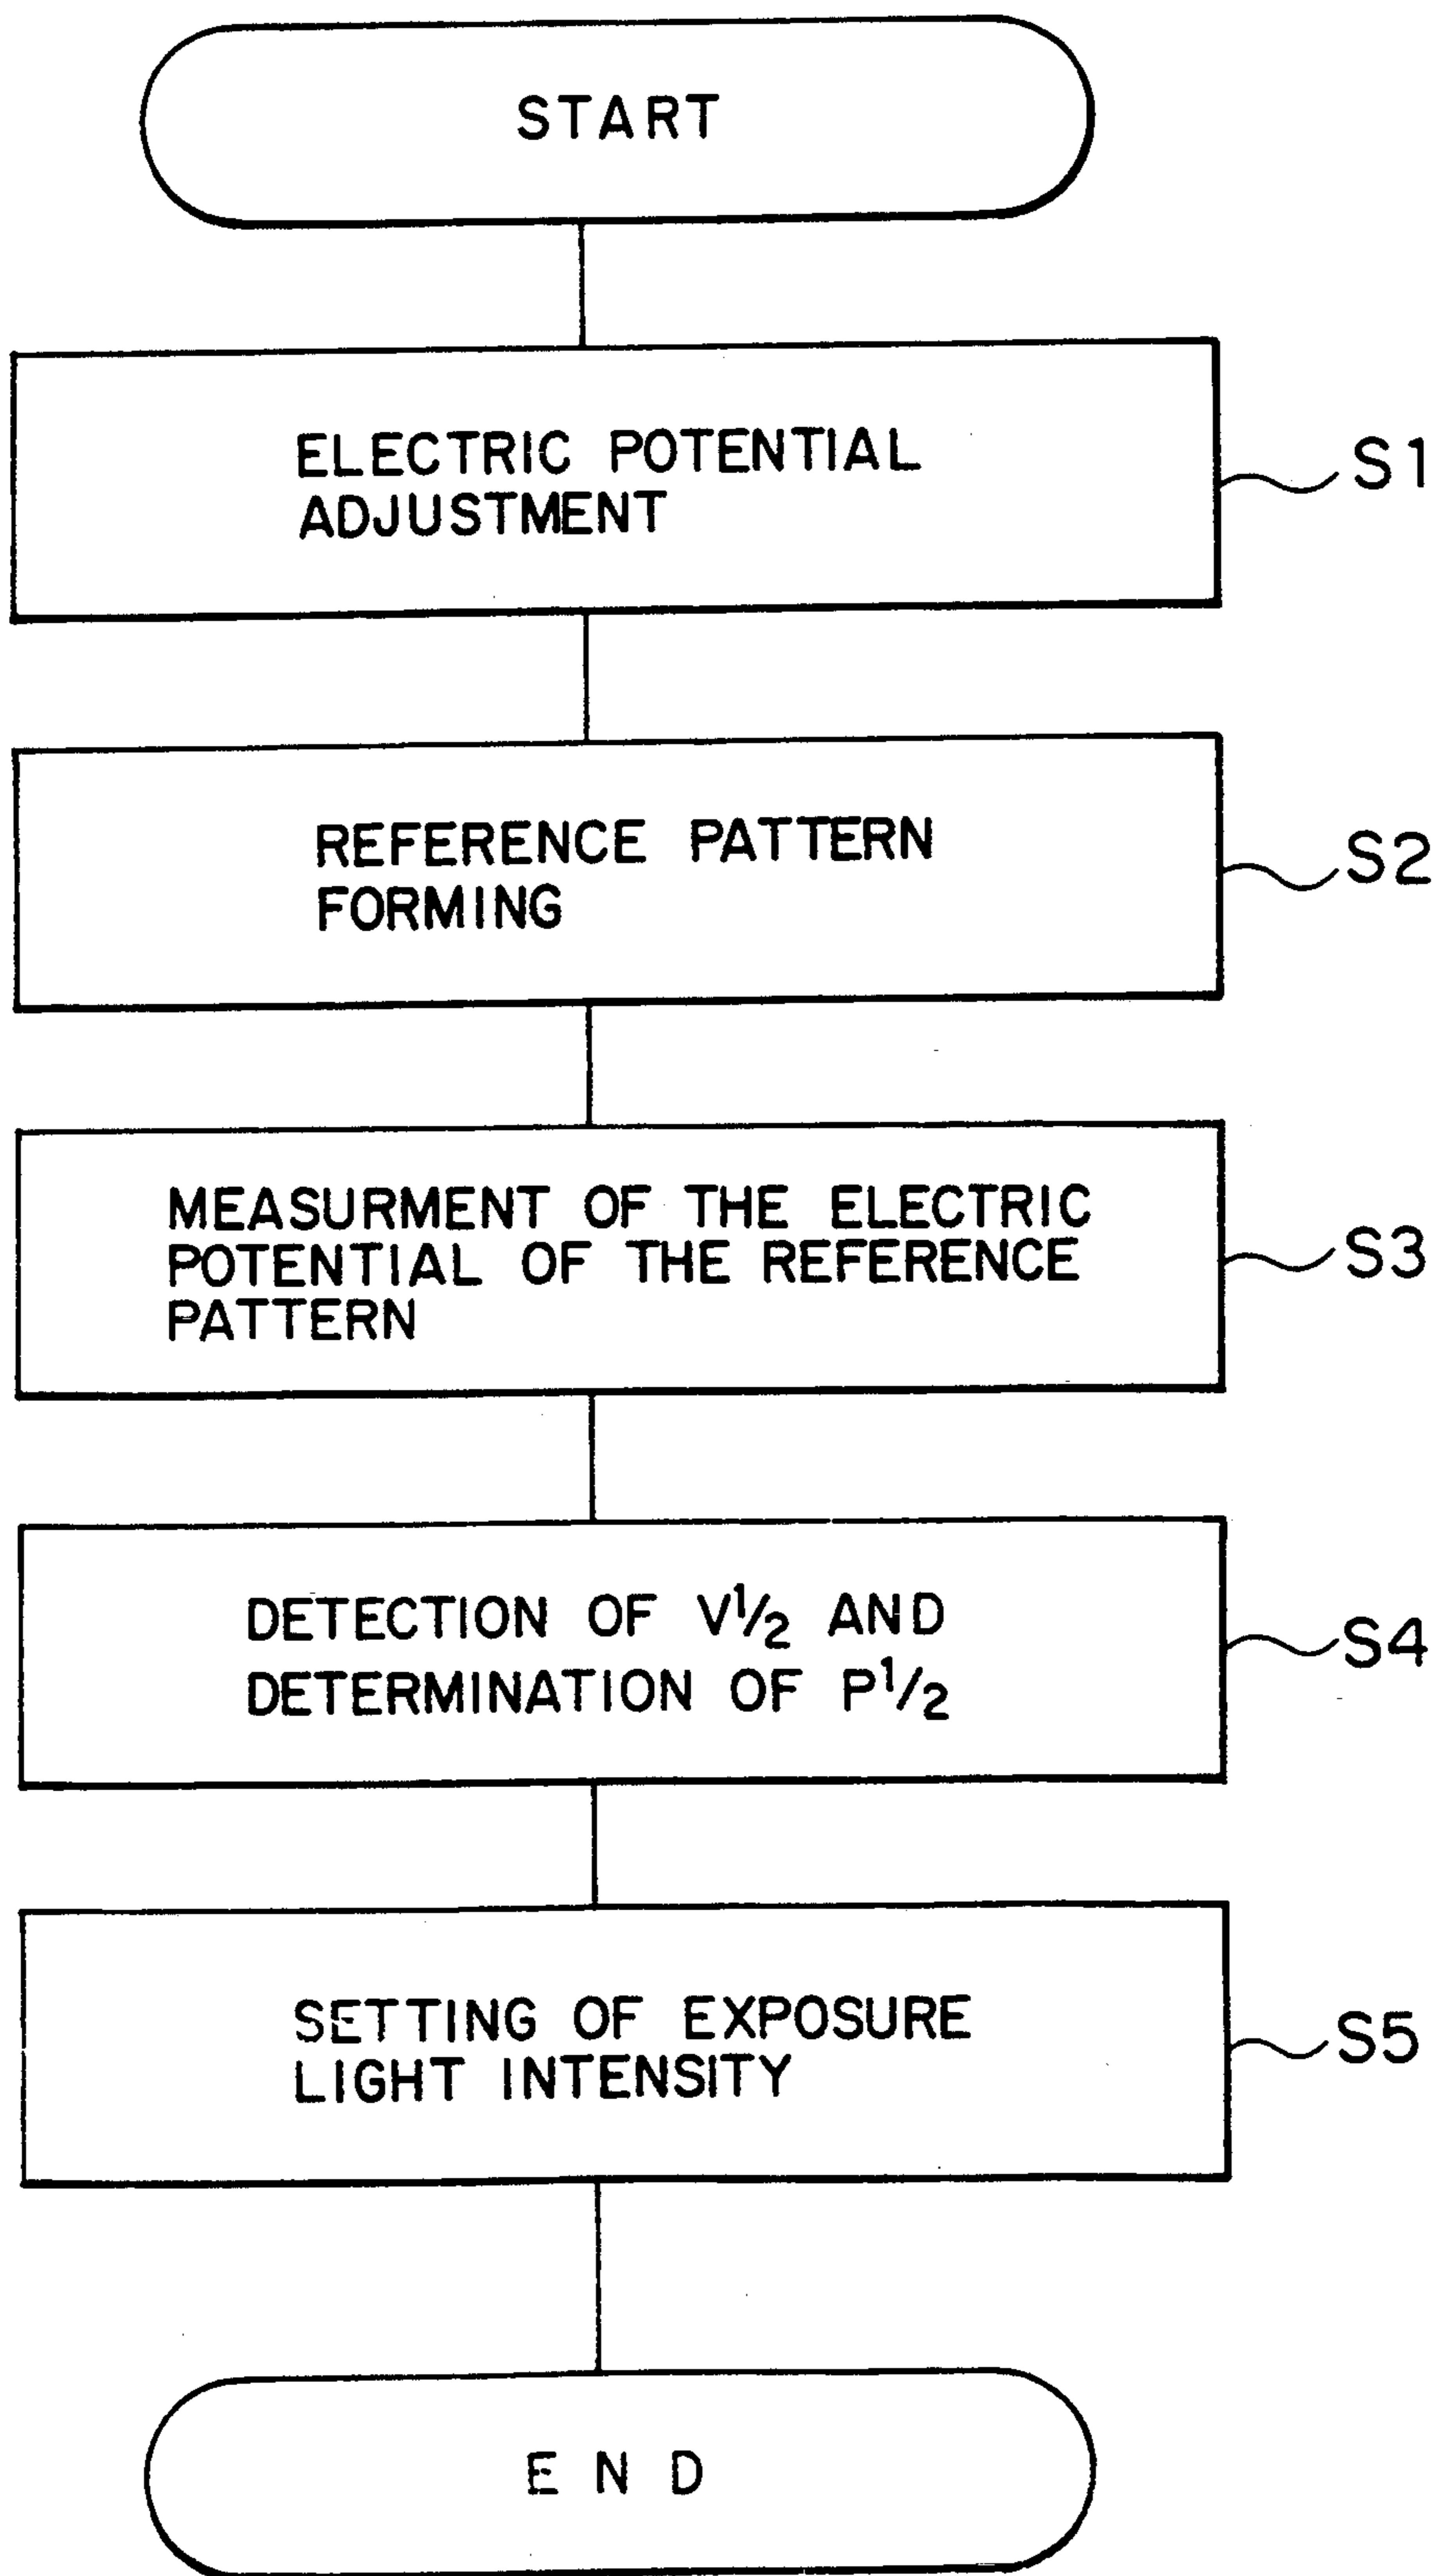 START
ELECTRIC POTENTIAL
ADJUSTMENT
S1
REFERENCE PATTERN
FORMING
S2
MEASURMENT OF THE ELECTRIC
POTENTIAL OF THE REFERENCE
PATTERN
S3
DETECTION OF V1/2 AND
DETERMINATION OF P1/2
S4
SETTING OF EXPOSURE
LIGHT INTENSITY
S5
END